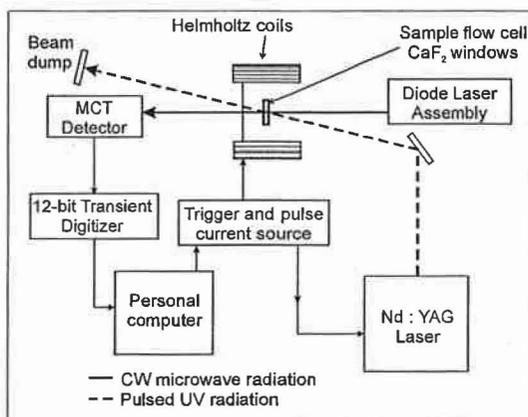 Helmholtz coils
Beam
dump
Sample flow cell
CaF₂ windows
MCT
Detector
Diode Laser
Assembly
12-bit Transient
Digitizer
Trigger and pulse
current source
Personal
computer
Nd : YAG
Laser
CW microwave radiation
Pulsed UV radiation